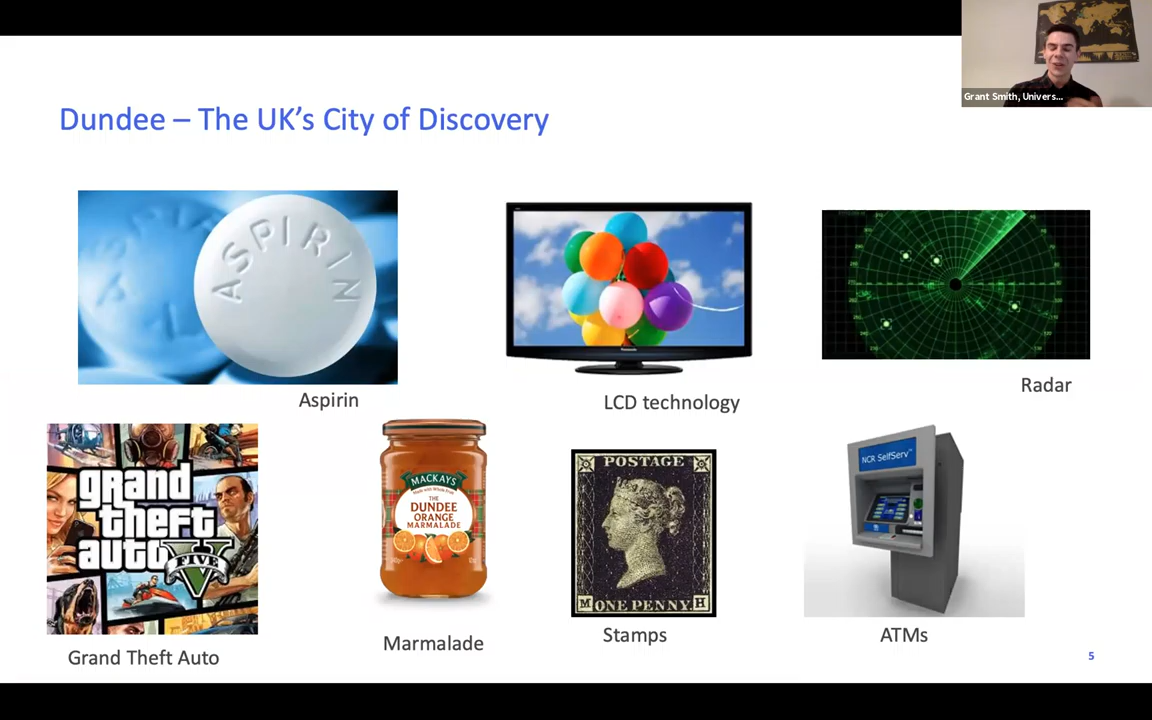 Grant Smith, Univers...
Dundee – The UK's City of Discovery
ASPIRIN
Aspirin
LCD technology
Radar
grand
theft
auto
V
FIVE
Grand Theft Auto
MACKAYS
THE
DUNDEE
ORANGE
MARMALADE
Marmalade
POSTAGE
M ONE PENNY. H
Stamps
NCR SelfServ™
ATMs
5